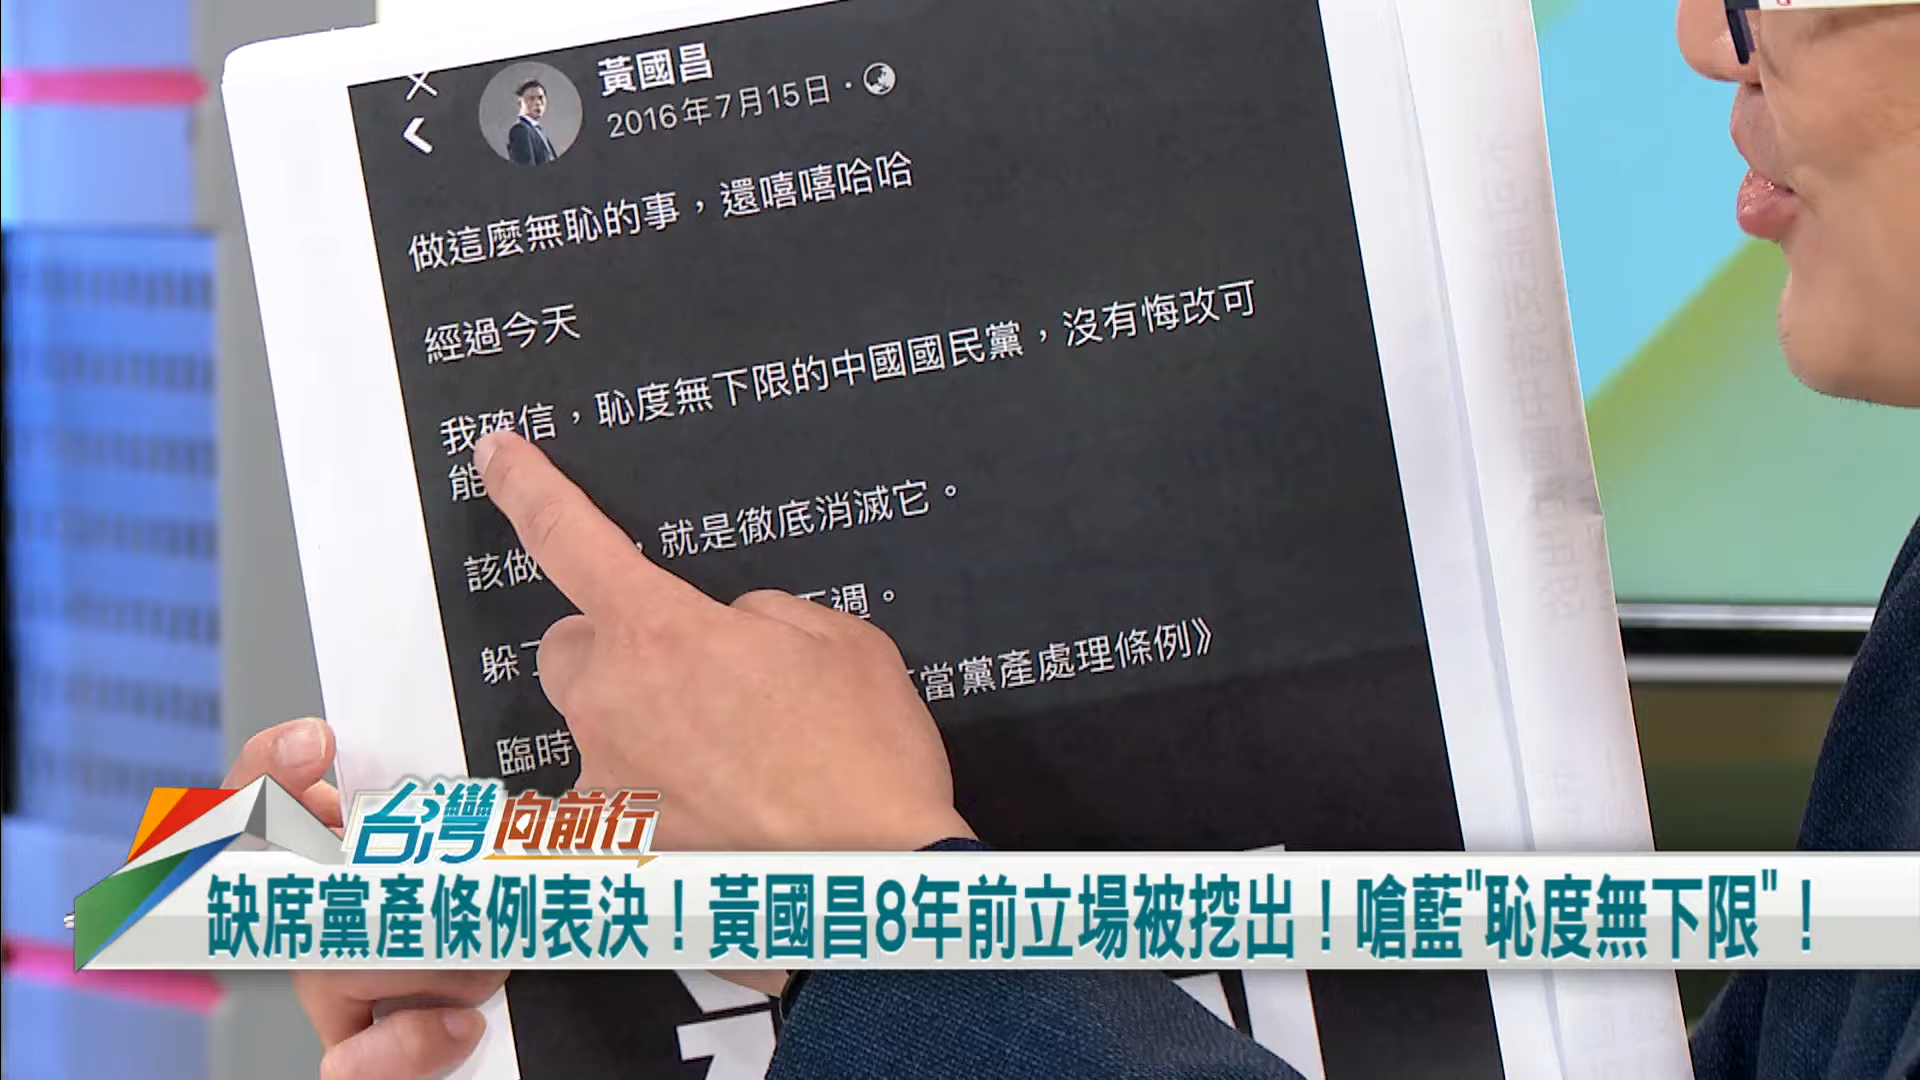 黃國昌
2016年7月15日·
做這麼無恥的事，還嘻嘻哈哈
經過今天
我確信，恥度無下限的中國國民黨，沒有悔改可
能
該做，就是徹底消滅它。
躲了下週。
當黨產處理條例》
臨時
台灣向前行
缺席黨產條例表決！黃國昌8年前立場被挖出！嗆藍"恥度無下限"！